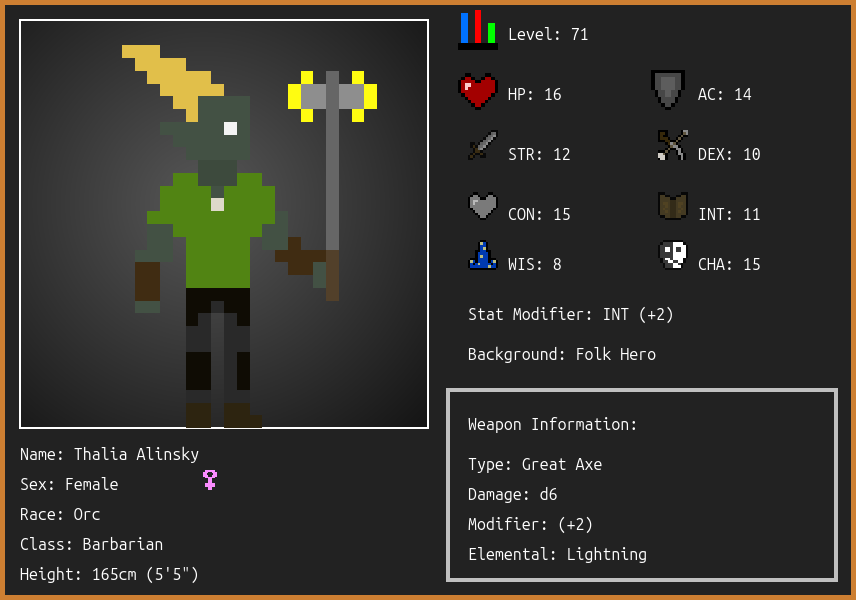 Level: 71
HP: 16 AC: 14
STR: 12 DEX: 10
CON: 15 INT: 11
WIS: 8 CHA: 15
Stat Modifier: INT (+2)
Background: Folk Hero
Weapon Information:
Type: Great Axe
Damage: d6
Modifier: (+2)
Elemental: Lightning
Name: Thalia Alinsky
Sex: Female
Race: Orc
Class: Barbarian
Height: 165cm (5'5")